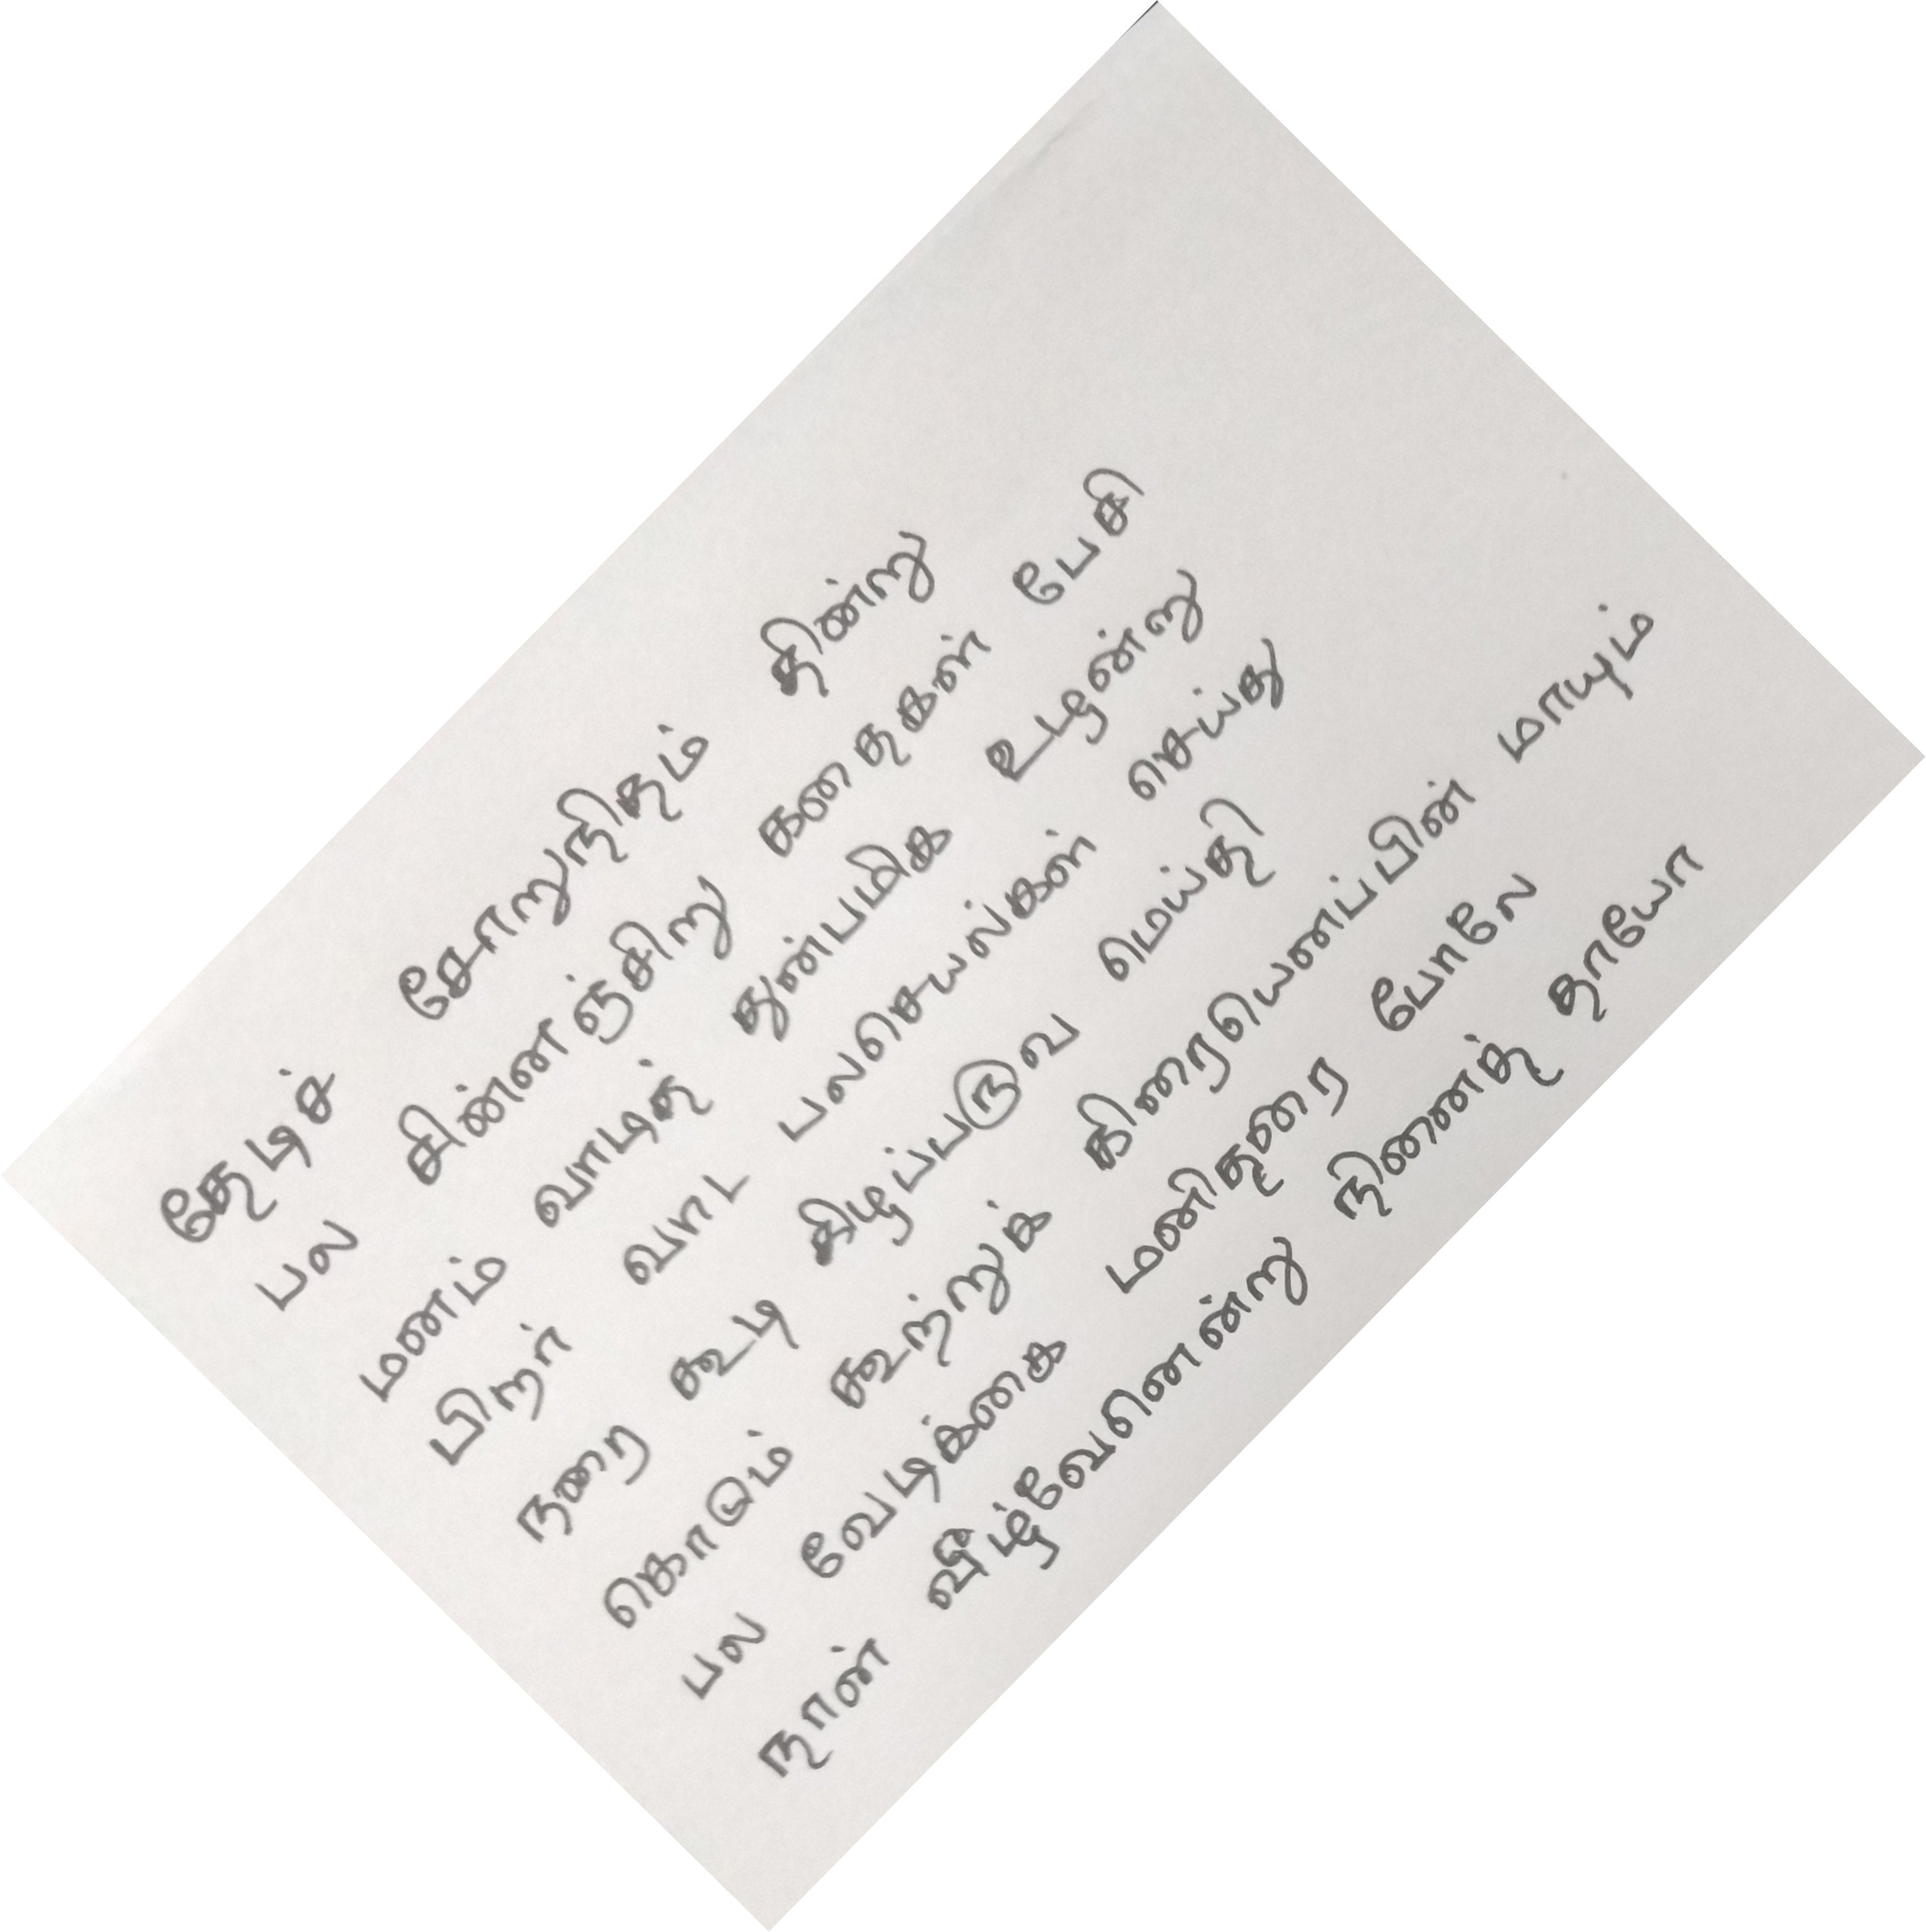 தேடிச் சோறுநிதம் தின்று
பல சின்னஞ்சிறு கதைகள் பேசி
மனம் வாடித் துன்பமிக உழன்று
பிறர் வாட பலசெயல்கள் செய்து
நரை கூடி கிழப்பருவ மெய்தி
கொடும் கூற்றுக் கிரையெனப்பின் மாயும்
பல வேடிக்கை மனிதரை போலே
நான் வீழ்வேனென்று நினைத் தாயோ